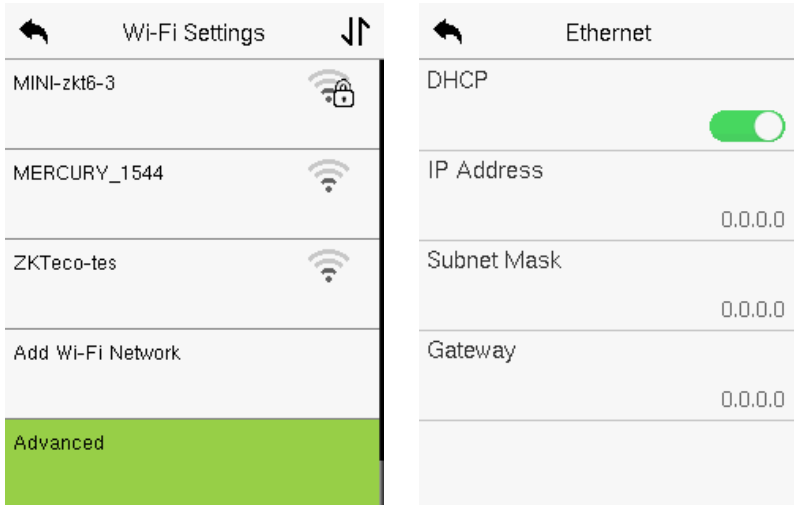 Wi-Fi Settings
MINI-zkt6-3
MERCURY_1544
ZKTeco-tes
Add Wi-Fi Network
Advanced
Ethernet
DHCP
IP Address
0.0.0.0
Subnet Mask
0.0.0.0
Gateway
0.0.0.0